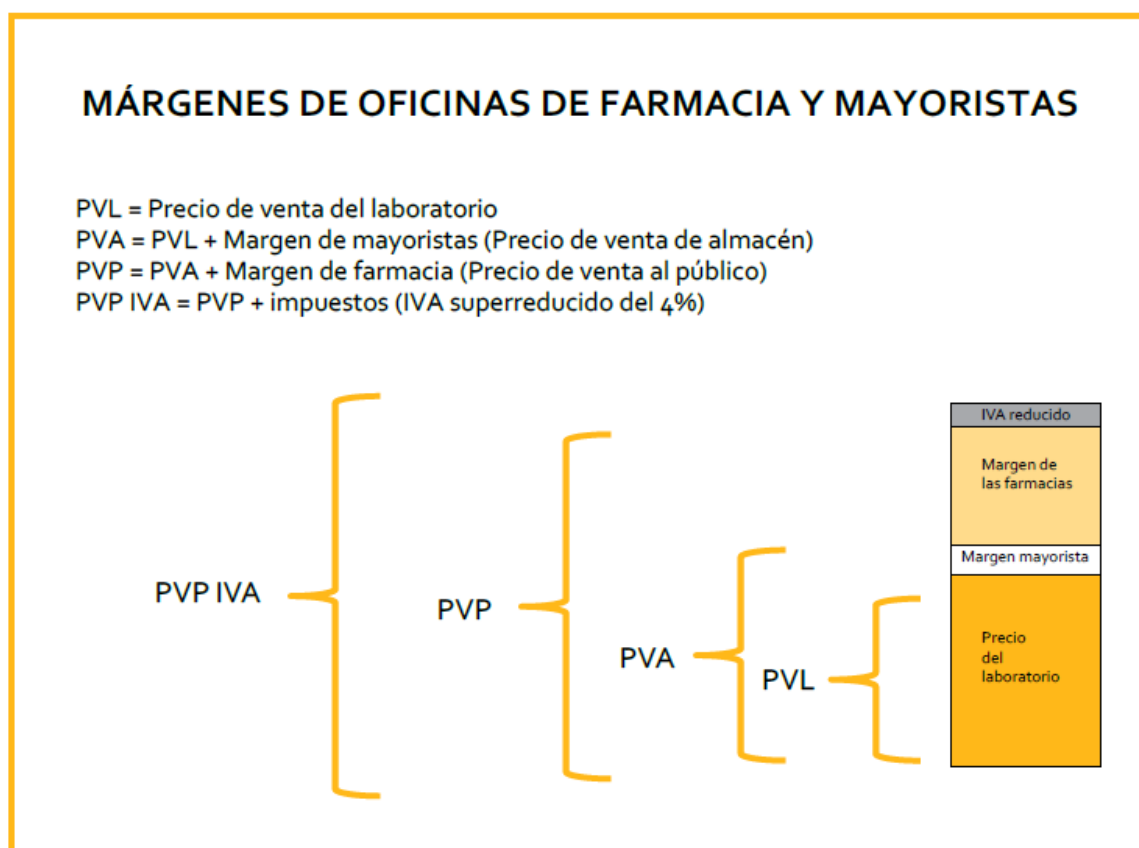 MÁRGENES DE OFICINAS DE FARMACIA Y MAYORISTAS
PVL = Precio de venta del laboratorio
PVA = PVL + Margen de mayoristas (Precio de venta de almacén)
PVP = PVA + Margen de farmacia (Precio de venta al público)
PVP IVA = PVP + impuestos (IVA superreducido del 4%)
PVP IVA
PVP
PVA
PVL
IVA reducido
Margen de
las farmacias
Margen mayorista
Precio
del
laboratorio